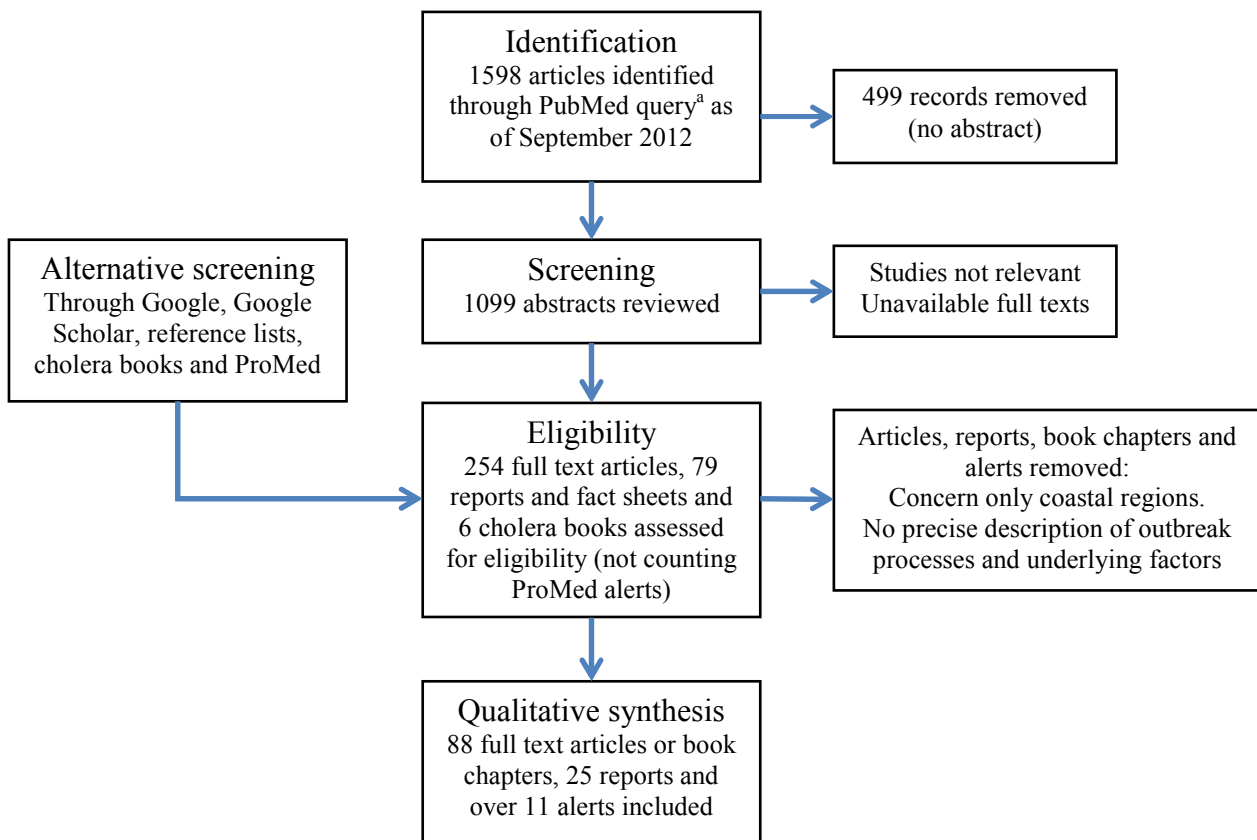 Identification
1598 articles identified
through PubMed queryª as
of September 2012
499 records removed
(no abstract)
Alternative screening
Through Google, Google
Scholar, reference lists,
cholera books and ProMed
Screening
1099 abstracts reviewed
Studies not relevant
Unavailable full texts
Eligibility
254 full text articles, 79
reports and fact sheets and
6 cholera books assessed
for eligibility (not counting
ProMed alerts)
Articles, reports, book chapters and
alerts removed:
Concern only coastal regions.
No precise description of outbreak
processes and underlying factors
Qualitative synthesis
88 full text articles or book
chapters, 25 reports and
over 11 alerts included